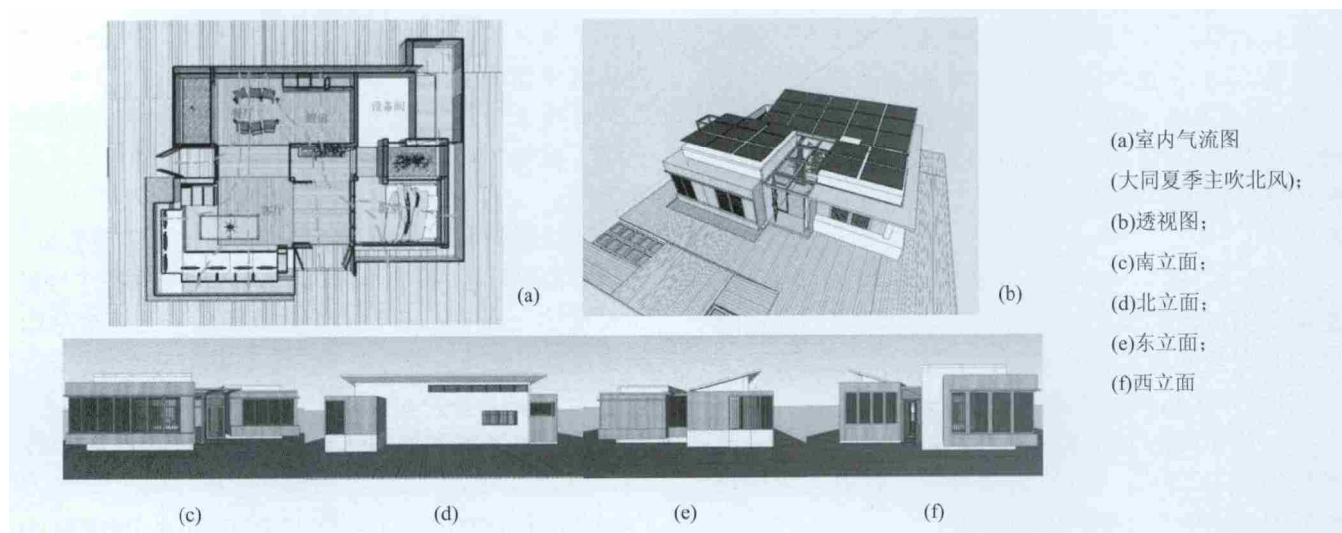 设备间
(a)
(b)
(a)室内气流图
(大同夏季主吹北风);
(b)透视图;
(c)南立面;
(d)北立面;
(e)东立面;
(f)西立面
(c)
(d)
(e)
(f)